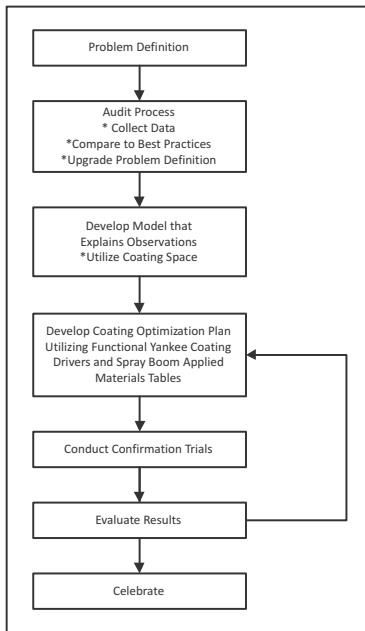 Problem Definition
Audit Process
* Collect Data
*Compare to Best Practices
*Upgrade Problem Definition
Develop Model that
Explains Observations
*Utilize Coating Space
Develop Coating Optimization Plan
Utilizing Functional Yankee Coating
Drivers and Spray Boom Applied
Materials Tables
Conduct Confirmation Trials
Evaluate Results
Celebrate